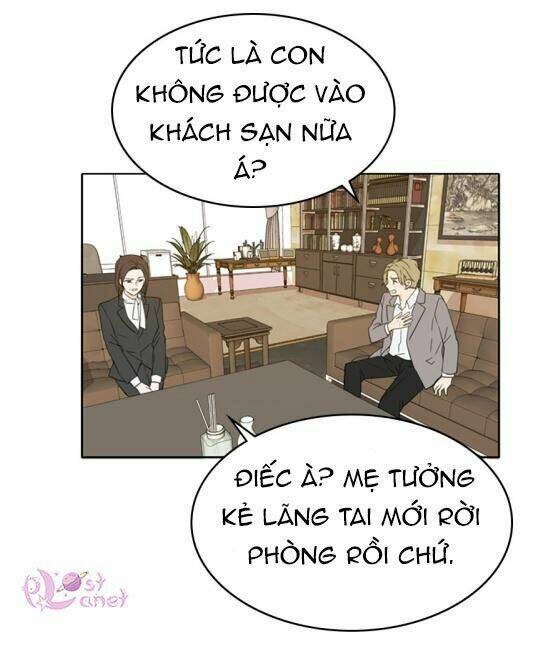 TỨC LÀ CON
KHÔNG ĐƯỢC VÀO
KHÁCH SẠN NỮA
Á?
ĐIẾC À? MẸ TƯỞNG
KẺ LÃNG TAI MỚI RỜI
PHÒNG RỒI CHỨ.
Lost
Planet